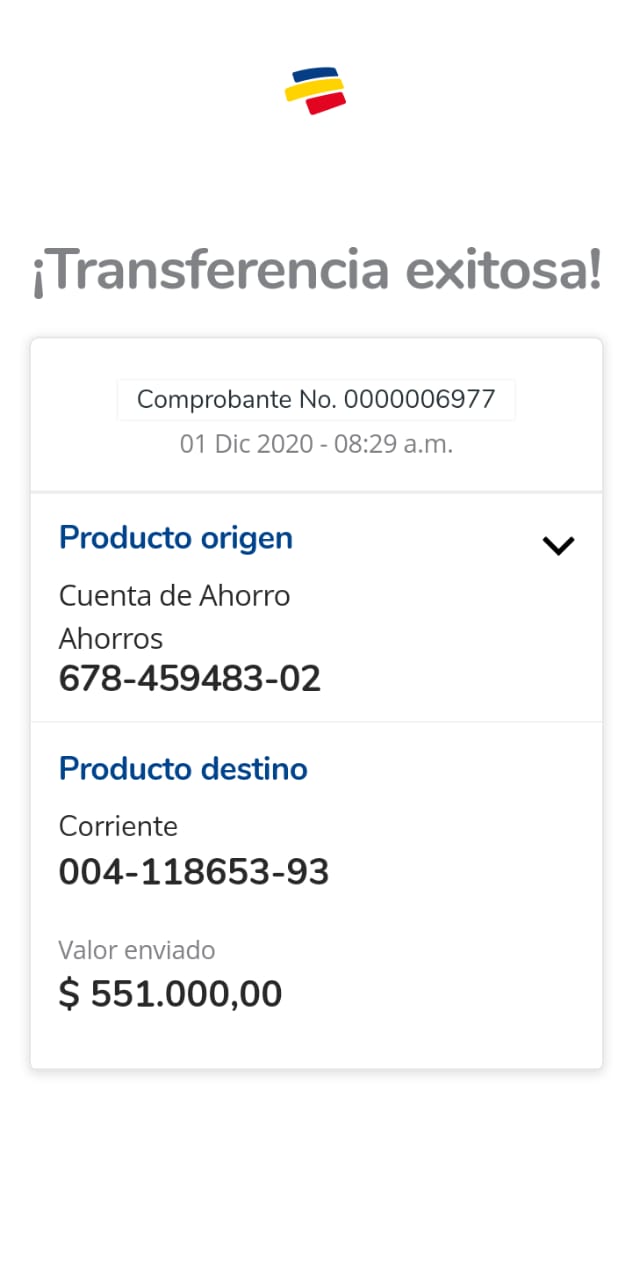 ¡Transferencia exitosa!
Comprobante No. 0000006977
01 Dic 2020 - 08:29 a.m.
Producto origen
Cuenta de Ahorro
Ahorros
678-459483-02
Producto destino
Corriente
004-118653-93
Valor enviado
$ 551.000,00